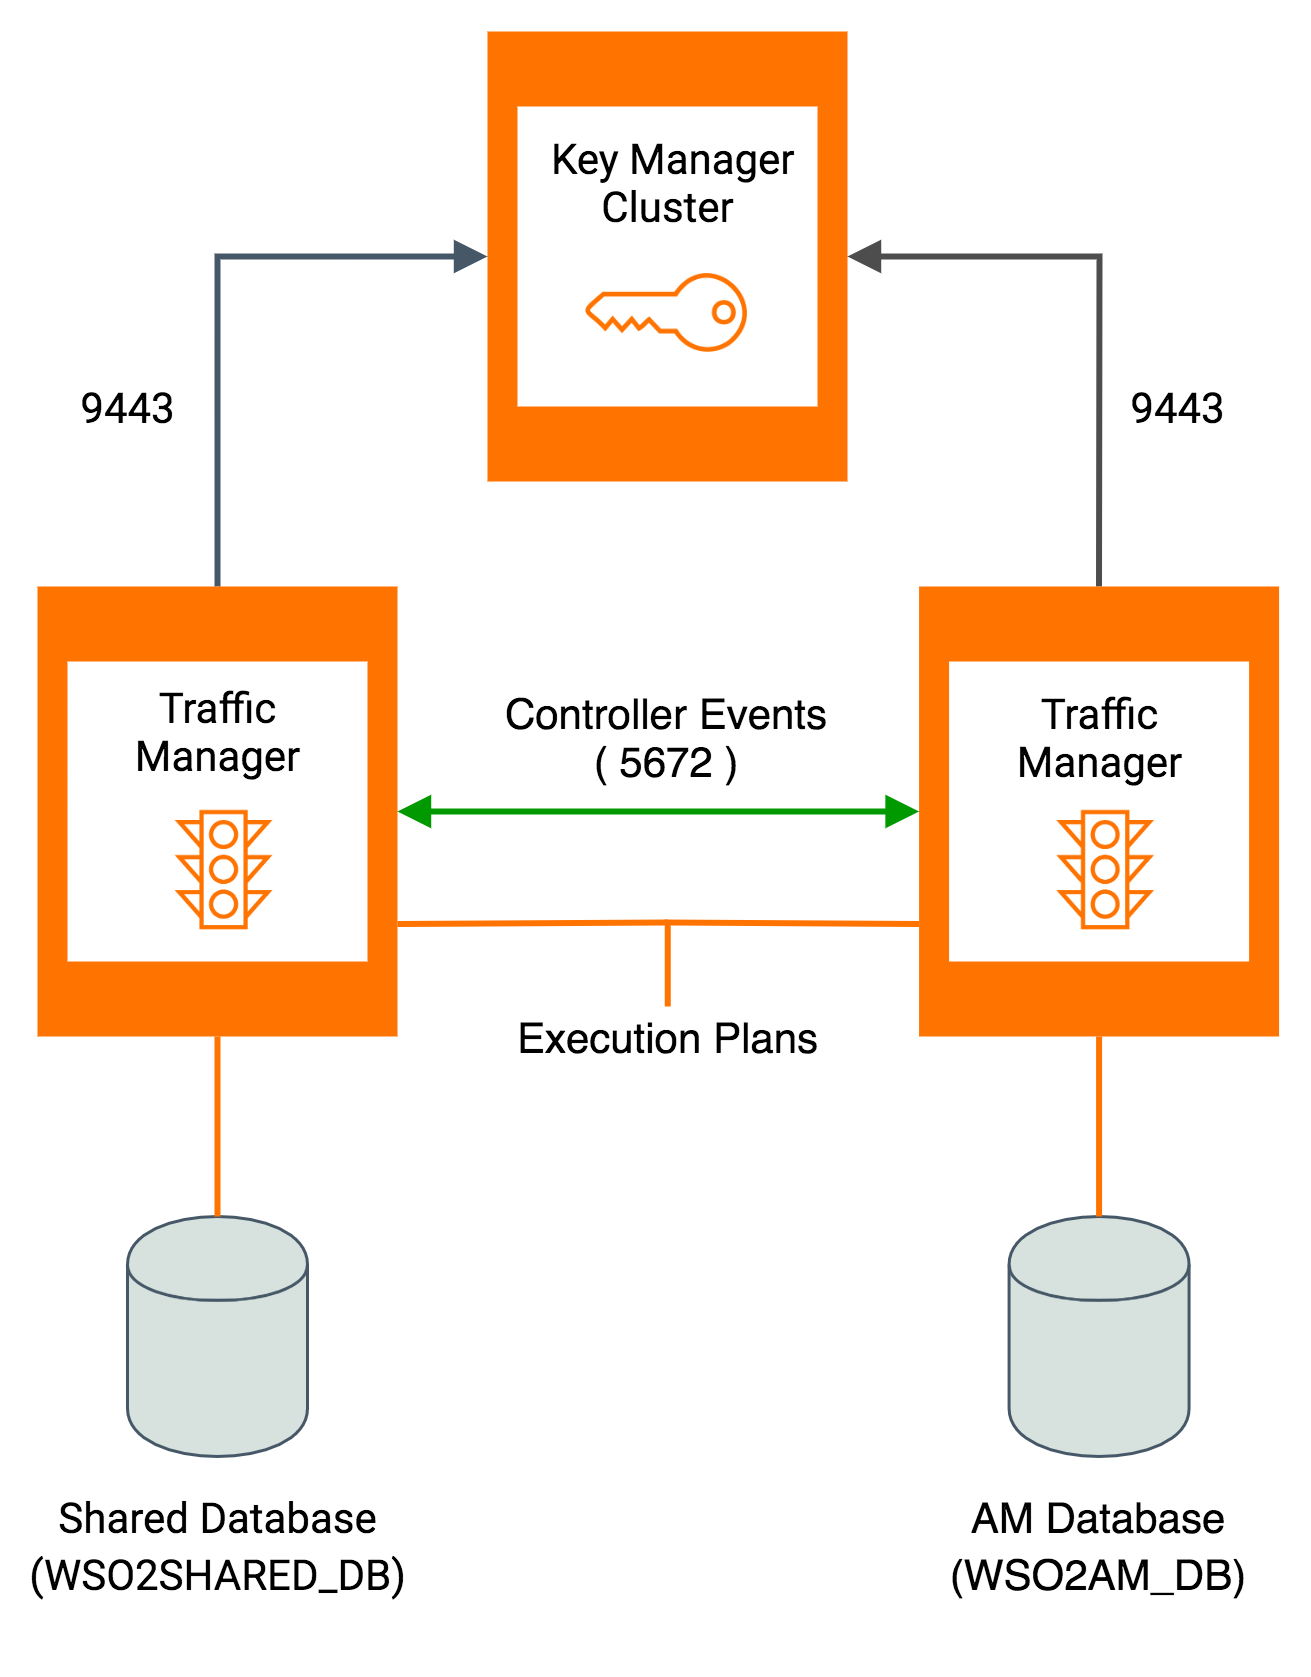 Key Manager
Cluster
9443
9443
Traffic
Manager
Controller Events
( 5672 )
Traffic
Manager
Execution Plans
Shared Database
(WSO2SHARED_DB)
AM Database
(WSO2AM_DB)